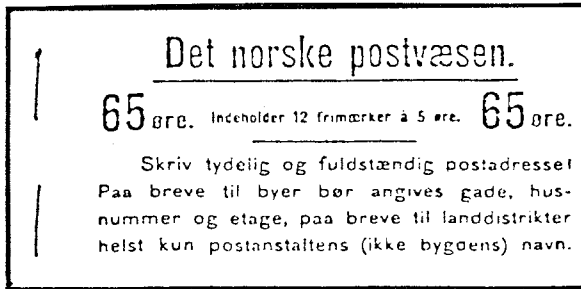 Det norske postvæsen.
65 øre. Indeholder 12 frimærker à 5 øre. 65 øre.
Skriv tydelig og fuldstændig postadresse!
Paa breve til byer bør angives gade, hus-
nummer og etage, paa breve til landdistrikter
helst kun postanstaltens (ikke bygdens) navn.